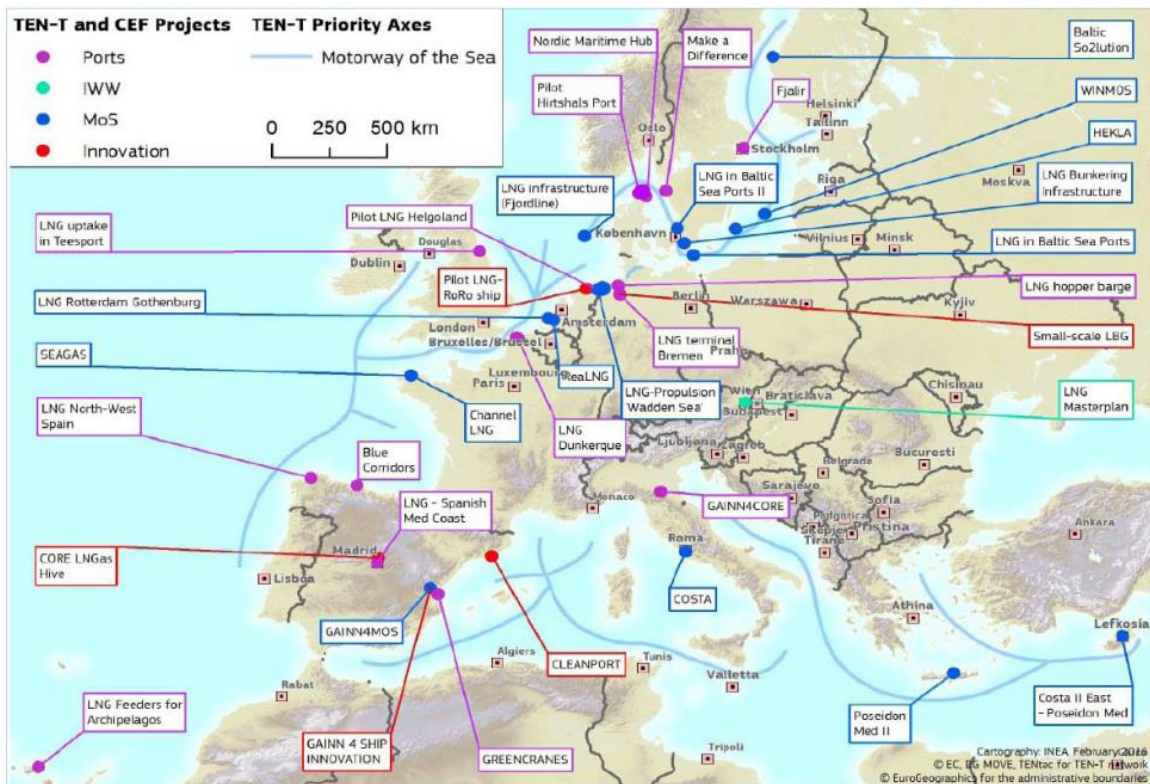 TEN-T and CEF Projects
Ports
IWW
MoS
Innovation
TEN-T Priority Axes
Motorway of the Sea
0 250 500 km
Nordic Maritime Hub
Make a
Difference
Baltic
So2lution
Pilot
Hirtshals Port
Fjalir
WINMOS
Helsinki
Tallinn
Oslo
Stockholm
HEKLA
LNG infrastructure
(Fjordline)
LNG in Baltic
Sea Ports II
Riga
Moskva
LNG Bunkering
Infrastructure
LNG uptake
in Teesport
Pilot LNG Helgoland
København
Vilnius
Minsk
LNG in Baltic Sea Ports
Douglas
Dublin
Pilot LNG-
RoRo ship
LNG hopper barge
LNG Rotterdam Gothenburg
Berlin
Warszawa
Kyjiv
London
Amsterdam
Small-scale LBG
Bruxelles/Brussel
LNG terminal
Bremen
Praha
SEAGAS
Luxembourg
Paris
ReaLNG
Chisinau
Channel
LNG
LNG-Propulsion
'Wadden Sea'
Wien
Bratislava
Budapest
LNG
Masterplan
LNG North-West
Spain
LNG
Dunkerque
Ljubljana
Zagreb
Bucuresti
Blue
Corridors
Belgrade
Monaco
Sarajevo
LNG - Spanish
Med Coast
GAINN4CORE
Sofia
Podgorica
Pristina
Skopje
Tirane
Ankara
CORE LNGas
Hive
Madrid
Roma
Lisboa
COSTA
Athina
Lefkosia
GAINN4MOS
Algiers
CLEANPORT
Tunis
Valletta
Rabat
LNG Feeders for
Archipelagos
Poseidon
Med II
Costa II East
- Poseidon Med
GAINN 4 SHIP
INNOVATION
GREENCRANES
Tripoli
Cartography: INEA, February 2016
© EC, DG MOVE, TENtec for TEN-T network
© EuroGeographics for the administrative boundaries